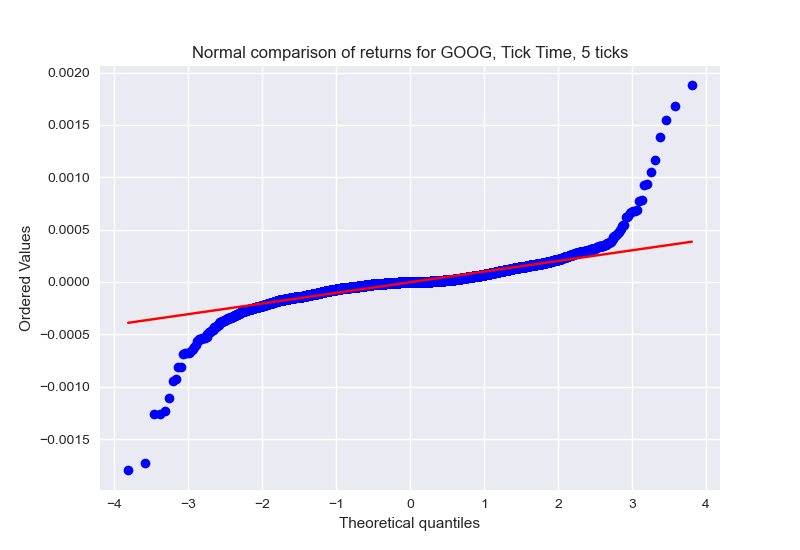 Normal comparison of returns for GOOG, Tick Time, 5 ticks
0.0020
0.0015
0.0010
0.0005
0.0000
−0.0005
−0.0010
−0.0015
Ordered Values
−4 −3 −2 −1 0 1 2 3 4
Theoretical quantiles